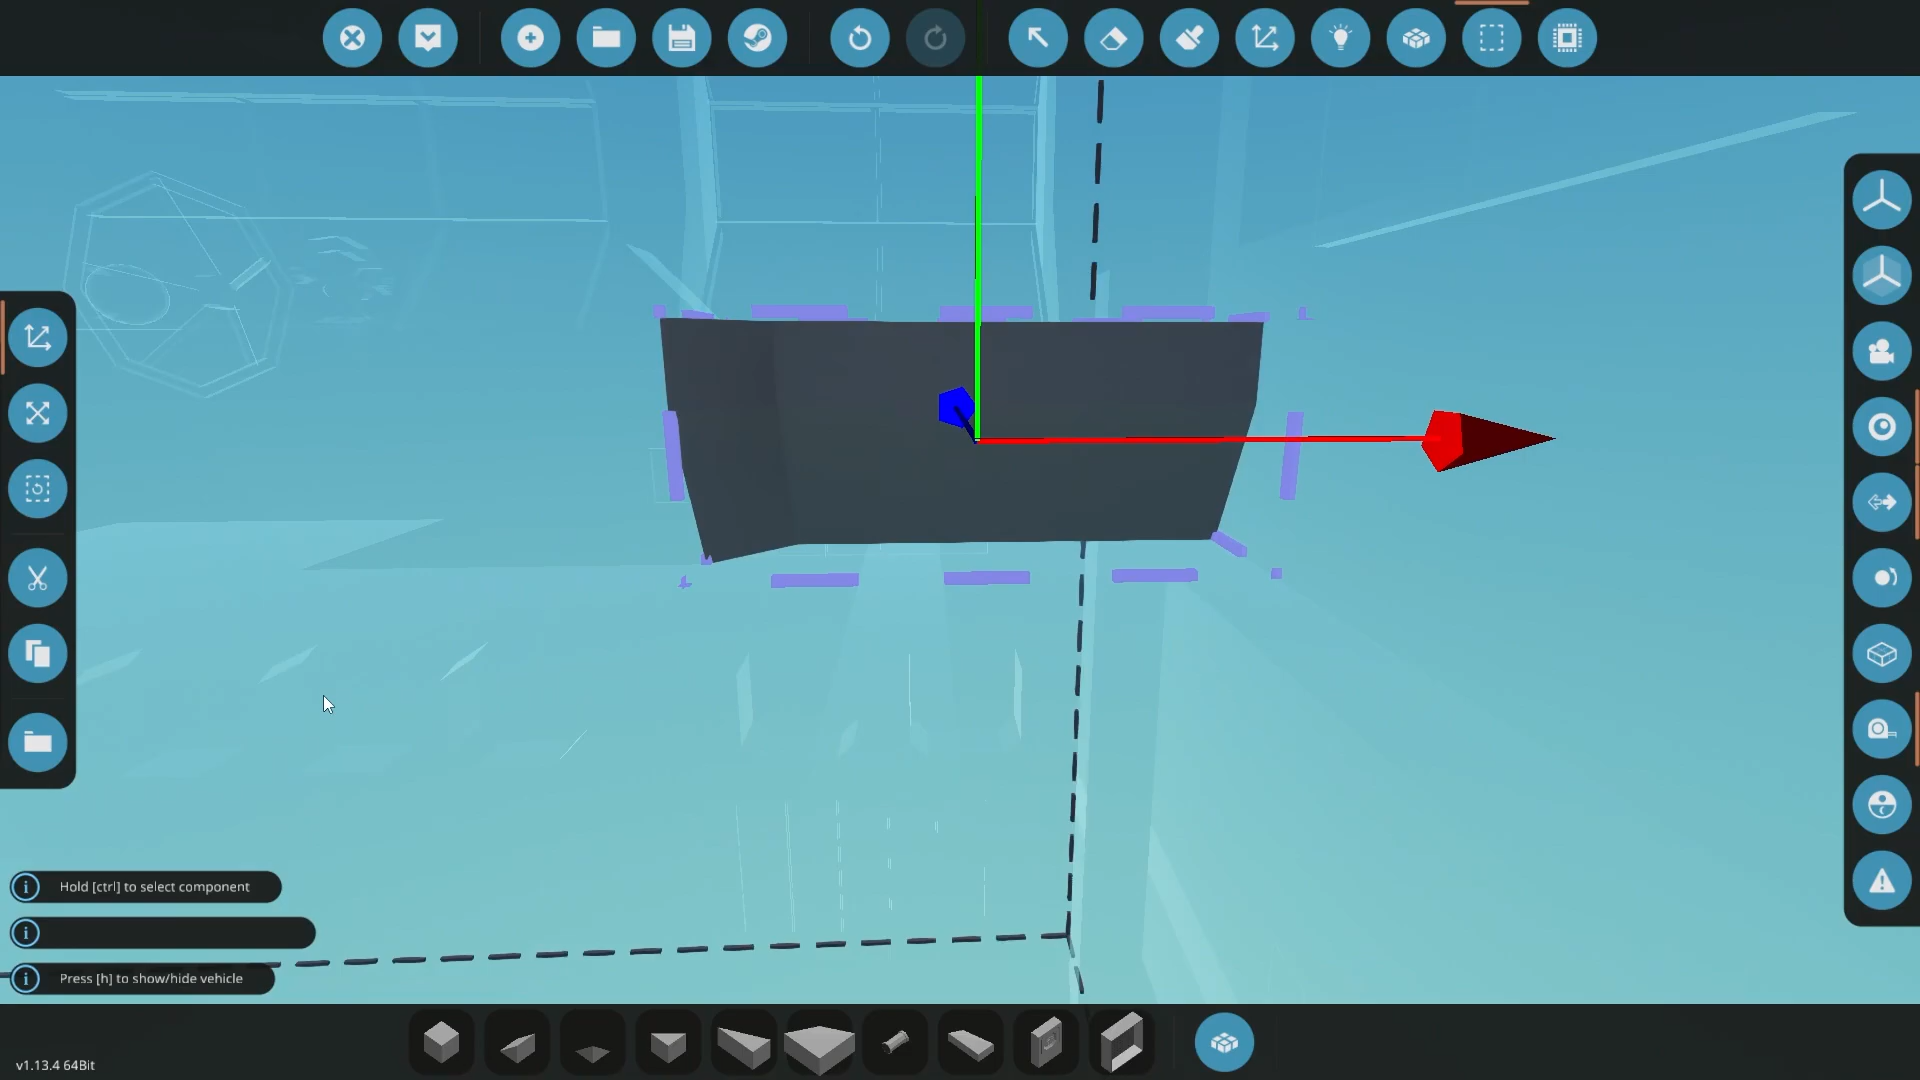 Hold [ctrl] to select component
Press [h] to show/hide vehicle
v1.13.4 64Bit